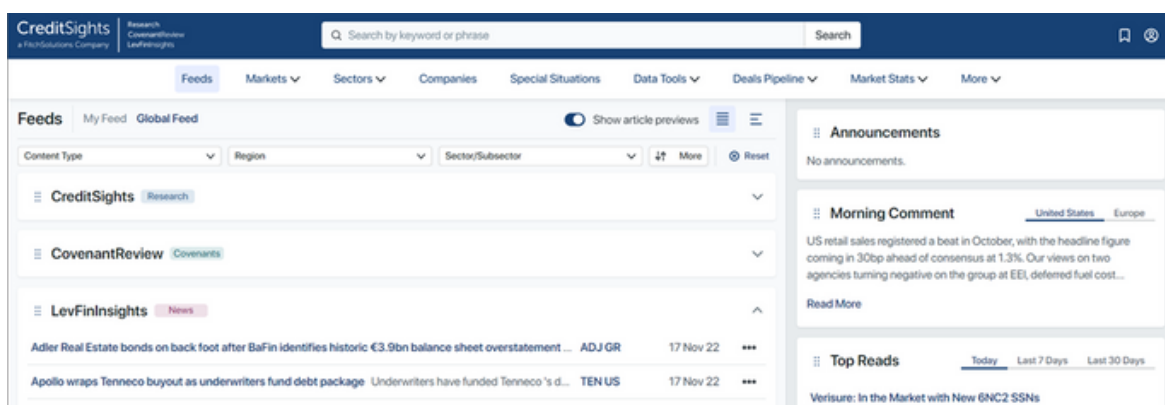 CreditSights
a FitchSolutions Company
Research
CovenantReview
LevFinInsights
Search by keyword or phrase
Search
Feeds
Markets
Sectors
Companies
Special Situations
Data Tools
Deals Pipeline
Market Stats
More
Feeds
My Feed Global Feed
Show article previews
Content Type
Region
Sector/Subsector
More
Reset
CreditSights Research
CovenantReview Covenants
LevFinInsights News
Adler Real Estate bonds on back foot after BaFin identifies historic €3.9bn balance sheet overstatement ... ADJ GR 17 Nov 22
Apollo wraps Tenneco buyout as underwriters fund debt package Underwriters have funded Tenneco 's d... TEN US 17 Nov 22
Announcements
No announcements.
Morning Comment
United States Europe
US retail sales registered a beat in October, with the headline figure
coming in 30bp ahead of consensus at 1.3%. Our views on two
agencies turning negative on the group at EEI, deferred fuel cost...
Read More
Top Reads
Today Last 7 Days Last 30 Days
Verisure: In the Market with New 6NC2 SSNs